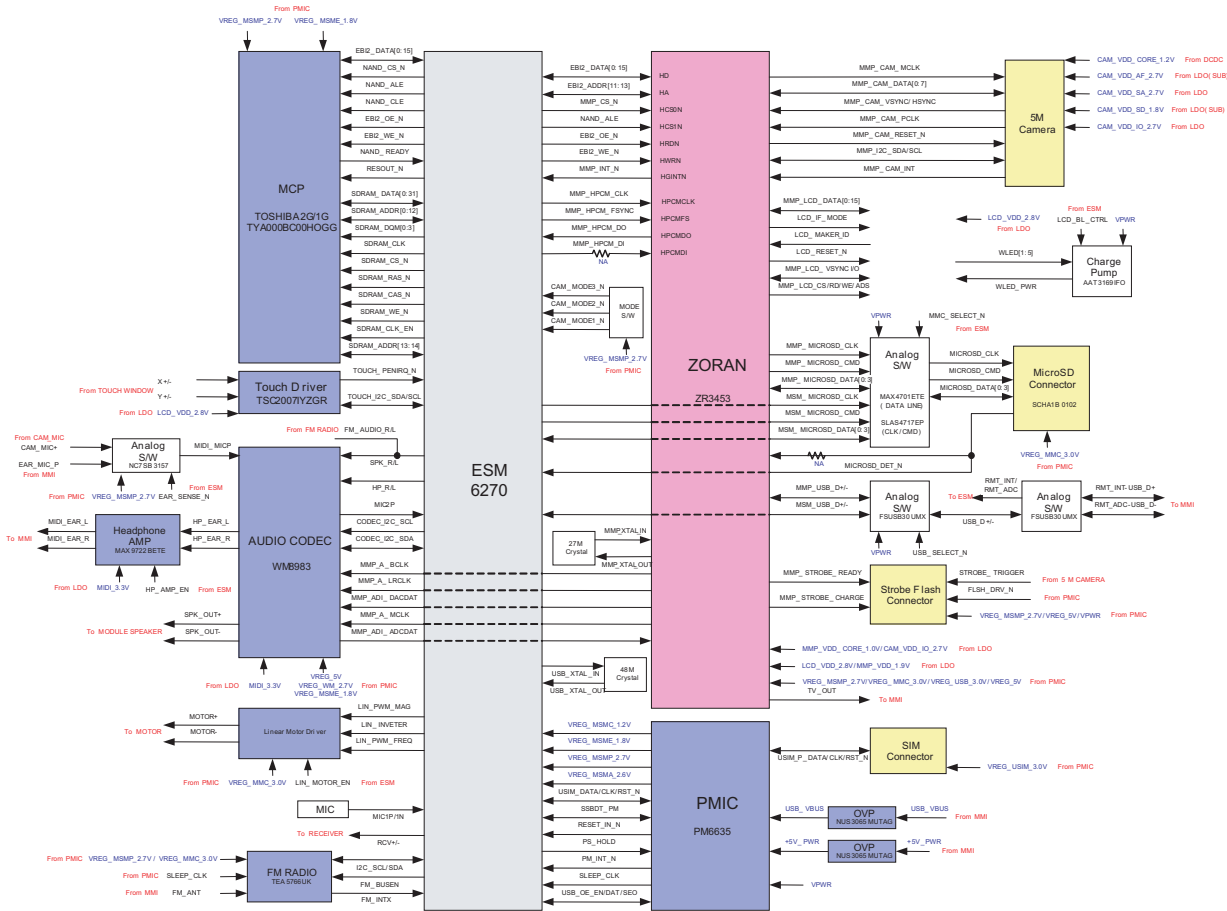 From PMIC
VREG_MSMP_2.7V VREG_MSME_1.8V
MCP
TOSHIBA2G/1G
TYA000BC00HOGG
EBI2_DATA[0:15]
NAND_CS_N
NAND_ALE
NAND_CLE
EBI2_OE_N
EBI2_WE_N
NAND_READY
RESOUT_N
SDRAM_DATA[0:31]
SDRAM_ADDR[0:12]
SDRAM_DQM[0:3]
SDRAM_CLK
SDRAM_CS_N
SDRAM_RAS_N
SDRAM_CAS_N
SDRAM_WE_N
SDRAM_CLK_EN
SDRAM_ADDR[13:14]
X +/-
From TOUCH WINDOW
Y +/-
From LDO LCD_VDD_2.8V
Touch Driver
TSC2007IYZGR
TOUCH_PENIRQ_N
TOUCH_I2C_SDA/SCL
From FM RADIO FM_AUDIO_R/L
From CAM_MIC
CAM_MIC+
EAR_MIC_P
From MMI
Analog
S/W
NC7SB 3157
MIDI_MICP
From PMIC VREG_MSMP_2.7V EAR_SENSE_N From ESM
MIDI_EAR_L
To MMI
MIDI_EAR_R
Headphone
AMP
MAX 9722 BETE
HP_EAR_L
HP_EAR_R
From LDO MIDI_3.3V HP_AMP_EN From ESM
SPK_OUT+
To MODULE SPEAKER
SPK_OUT-
AUDIO CODEC
WM8983
SPK_R/L
HP_R/L
MIC2P
CODEC_I2C_SCL
CODEC_I2C_SDA
MMP_A_BCLK
MMP_A_LRCLK
MMP_ADI_DACDAT
MMP_A_MCLK
MMP_ADI_ADCDAT
From LDO MIDI_3.3V
VREG_5V
VREG_WM_2.7V
VREG_MSME_1.8V
From PMIC
MOTOR+
To MOTOR
MOTOR-
Linear Motor Driver
LIN_PWM_MAG
LIN_INVETER
LIN_PWM_FREQ
From PMIC VREG_MMC_3.0V LIN_MOTOR_EN From ESM
MIC
MIC1P/1N
To RECEIVER
RCV+/-
From PMIC VREG_MSMP_2.7V / VREG_MMC_3.0V
From PMIC SLEEP_CLK
From MMI FM_ANT
FM RADIO
TEA 5766UK
I2C_SCL/SDA
FM_BUSEN
FM_INTX
ESM
6270
EBI2_DATA[0:15]
EBI2_ADDR[11:13]
MMP_CS_N
NAND_ALE
EBI2_OE_N
EBI2_WE_N
MMP_INT_N
MMP_HPCM_CLK
MMP_HPCM_FSYNC
MMP_HPCM_DO
MMP_HPCM_DI
NA
CAM_MODE3_N
CAM_MODE2_N
CAM_MODE1_N
MODE
S/W
VREG_MSMP_2.7V
From PMIC
27M
Crystal
MMPXTALIN
MMP_XTALOUT
USB_XTAL_IN
USB_XTAL_OUT
48M
Crystal
VREG_MSMC_1.2V
VREG_MSME_1.8V
VREG_MSMP_2.7V
VREG_MSMA_2.6V
USIM_DATA/CLK/RST_N
SSBDT_PM
RESET_IN_N
PS_HOLD
PM_INT_N
SLEEP_CLK
USB_OE_EN/DAT/SEO
HD
HA
HCS0N
HCS1N
HRDN
HWRN
HGINTN
HPCMCLK
HPCMFS
HPCMDO
HPCMDI
ZORAN
ZR3453
MMP_CAM_MCLK
MMP_CAM_DATA[0:7]
MMP_CAM_VSYNC/HSYNC
MMP_CAM_PCLK
MMP_CAM_RESET_N
MMP_I2C_SDA/SCL
MMP_CAM_INT
5M
Camera
CAM_VDD_CORE_1.2V From DCDC
CAM_VDD_AF_2.7V From LDO(SUB)
CAM_VDD_SA_2.7V From LDO
CAM_VDD_SD_1.8V From LDO(SUB)
CAM_VDD_IO_2.7V From LDO
MMP_LCD_DATA[0:15]
LCD_IF_MODE
LCD_MAKER_ID
LCD_RESET_N
MMP_LCD_VSYNC I/O
MMP_LCD_CS/RD/WE/ADS
LCD_VDD_2.8V
From LDO
From ESM
LCD_BL_CTRL VPWR
WLED[1:5]
WLED_PWR
Charge
Pump
AAT3169IFO
VPWR MMC_SELECT_N
From ESM
MMP_MICROSD_CLK
MMP_MICROSD_CMD
MMP_MICROSD_DATA[0:3]
MSM_MICROSD_CLK
MSM_MICROSD_CMD
MSM_MICROSD_DATA[0:3]
Analog
S/W
MAX4701ETE
(DATA LINE)
SLAS4717EP
(CLK/CMD)
MICROSD_CLK
MICROSD_CMD
MICROSD_DATA[0:3]
MicroSD
Connector
SCHA1B 0102
NA
MICROSD_DET_N
VREG_MMC_3.0V
From PMIC
MMP_USB_D+/-
MSM_USB_D+/-
Analog
S/W
FSUSB30UMX
VPWR USB_SELECT_N
To ESM
RMT_INT/
RMT_ADC
USB_D+/-
Analog
S/W
FSUSB30UMX
RMT_INT-USB_D+
RMT_ADC-USB_D-
To MMI
MMP_STROBE_READY
MMP_STROBE_CHARGE
Strobe Flash
Connector
STROBE_TRIGGER
From 5 M CAMERA
FLSH_DRV_N
From PMIC
VREG_MSMP_2.7V/VREG_5V/VPWR From PMIC
MMP_VDD_CORE_1.0V/CAM_VDD_IO_2.7V From LDO
LCD_VDD_2.8V/MMP_VDD_1.9V From LDO
VREG_MSMP_2.7V/VREG_MMC_3.0V/VREG_USB_3.0V/VREG_5V From PMIC
TV_OUT
To MMI
PMIC
PM6635
USIM_P_DATA/CLK/RST_N
SIM
Connector
VREG_USIM_3.0V From PMIC
USB_VBUS
OVP
NUS3065MUTAG
USB_VBUS
From MMI
+5V_PWR
OVP
NUS3065MUTAG
+5V_PWR
From MMI
VPWR